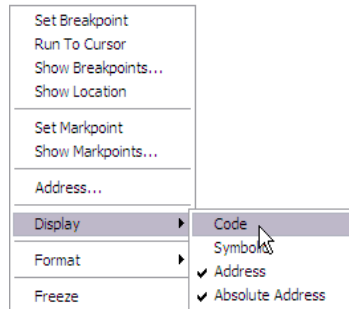 Set Breakpoint
Run To Cursor
Show Breakpoints...
Show Location
Set Markpoint
Show Markpoints...
Address...
Display
Format
Freeze
Code
Symbolic
Address
Absolute Address